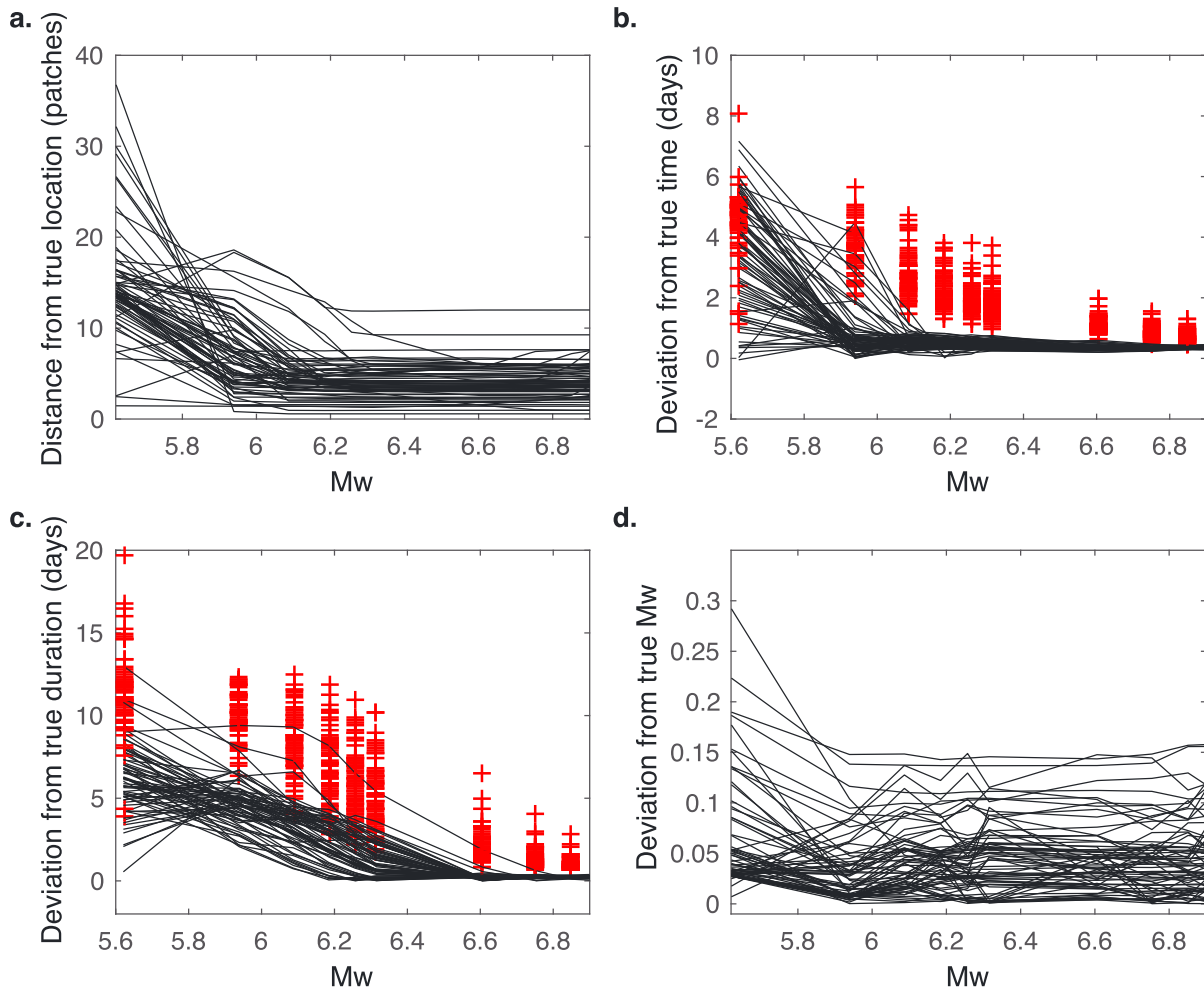 a.
Distance from true location (patches)
40
30
20
10
0
5.8 6 6.2 6.4 6.6 6.8
Mw
b.
Deviation from true time (days)
10
8
6
4
2
0
-2
5.6 5.8 6 6.2 6.4 6.6 6.8
Mw
c.
Deviation from true duration (days)
20
15
10
5
0
5.6 5.8 6 6.2 6.4 6.6 6.8
Mw
d.
Deviation from true Mw
0.3
0.25
0.2
0.15
0.1
0.05
0
5.8 6 6.2 6.4 6.6 6.8
Mw